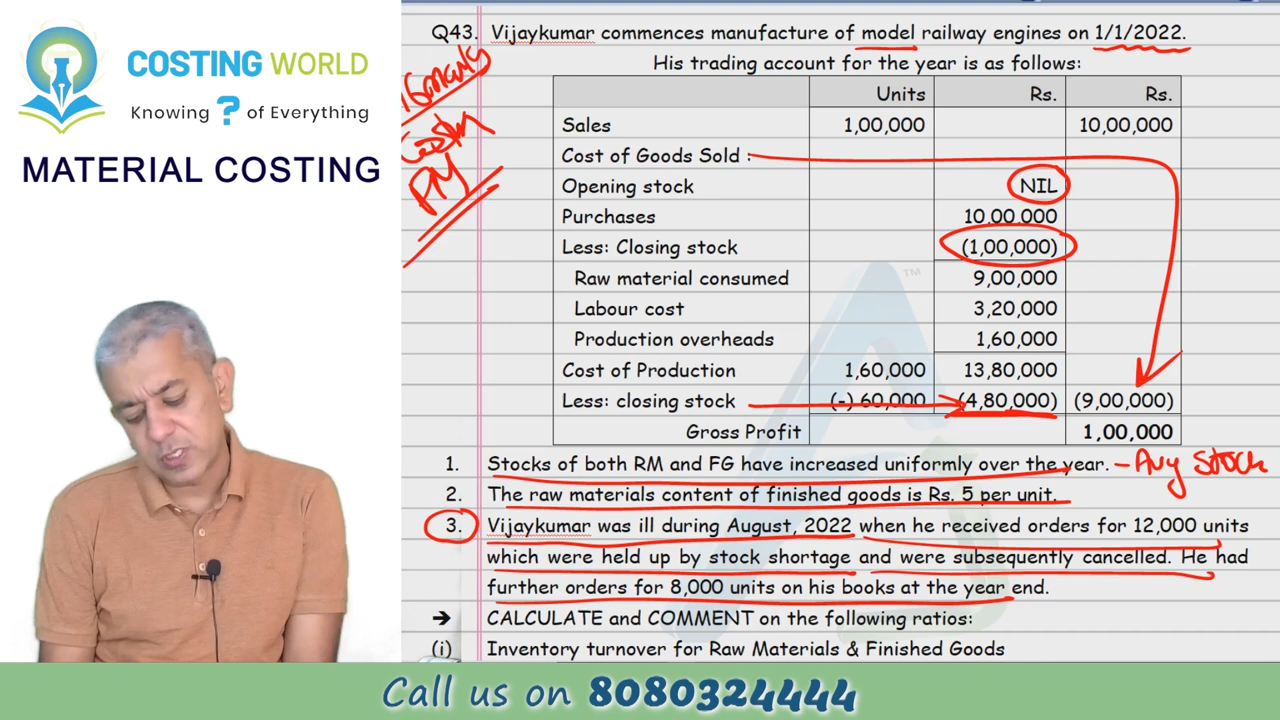 COSTING WORLD
Knowing ? of Everything
MATERIAL COSTING
16 marks
Costing
FM
Q43. Vijaykumar commences manufacture of model railway engines on 1/1/2022.
His trading account for the year is as follows:
Units Rs. Rs.
Sales 1,00,000 10,00,000
Cost of Goods Sold :
Opening stock NIL
Purchases 10,00,000
Less: Closing stock (1,00,000)
Raw material consumed 9,00,000
Labour cost 3,20,000
Production overheads 1,60,000
Cost of Production 1,60,000 13,80,000
Less: closing stock (-) 60,000 (4,80,000) (9,00,000)
Gross Profit 1,00,000
1. Stocks of both RM and FG have increased uniformly over the year. – Avg Stock
2. The raw materials content of finished goods is Rs. 5 per unit.
3. Vijaykumar was ill during August, 2022 when he received orders for 12,000 units
which were held up by stock shortage and were subsequently cancelled. He had
further orders for 8,000 units on his books at the year end.
➔ CALCULATE and COMMENT on the following ratios:
(i) Inventory turnover for Raw Materials & Finished Goods
TM
Call us on 8080324444